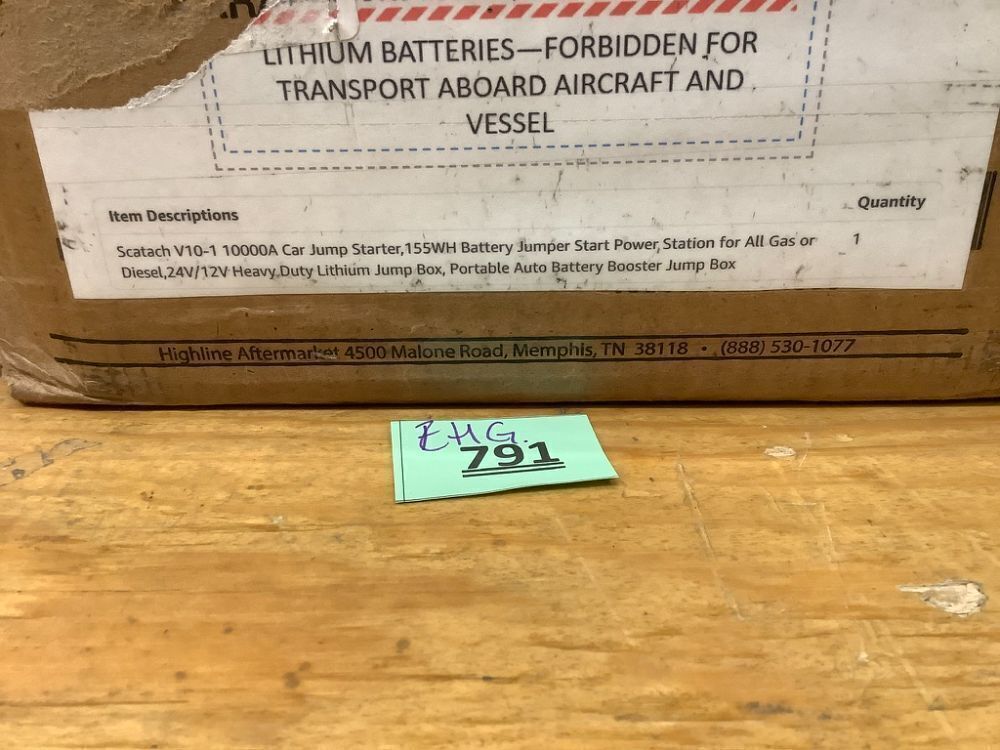 LITHIUM BATTERIES—FORBIDDEN FOR
TRANSPORT ABOARD AIRCRAFT AND
VESSEL
Item Descriptions
Quantity
Scatach V10-1 10000A Car Jump Starter,155WH Battery Jumper Start Power Station for All Gas or
1
Diesel,24V/12V Heavy Duty Lithium Jump Box, Portable Auto Battery Booster Jump Box
Highline Aftermarket 4500 Malone Road, Memphis, TN 38118 • (888) 530-1077
EHG.
791